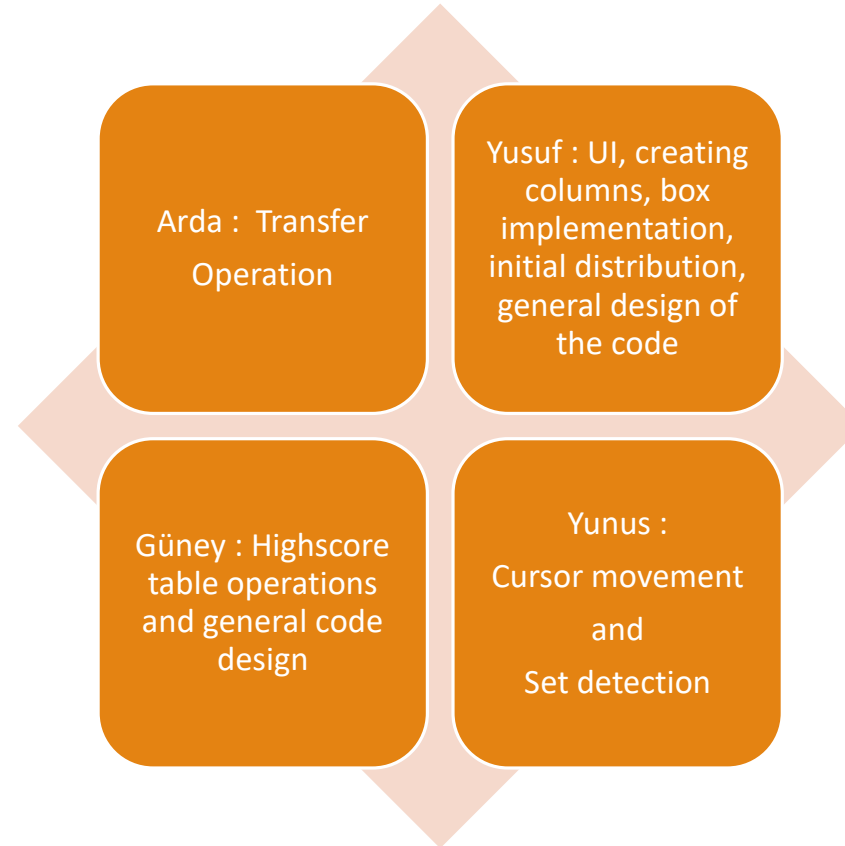 Arda : Transfer
Operation
Yusuf : UI, creating
columns, box
implementation,
initial distribution,
general design of
the code
Güney : Highscore
table operations
and general code
design
Yunus :
Cursor movement
and
Set detection